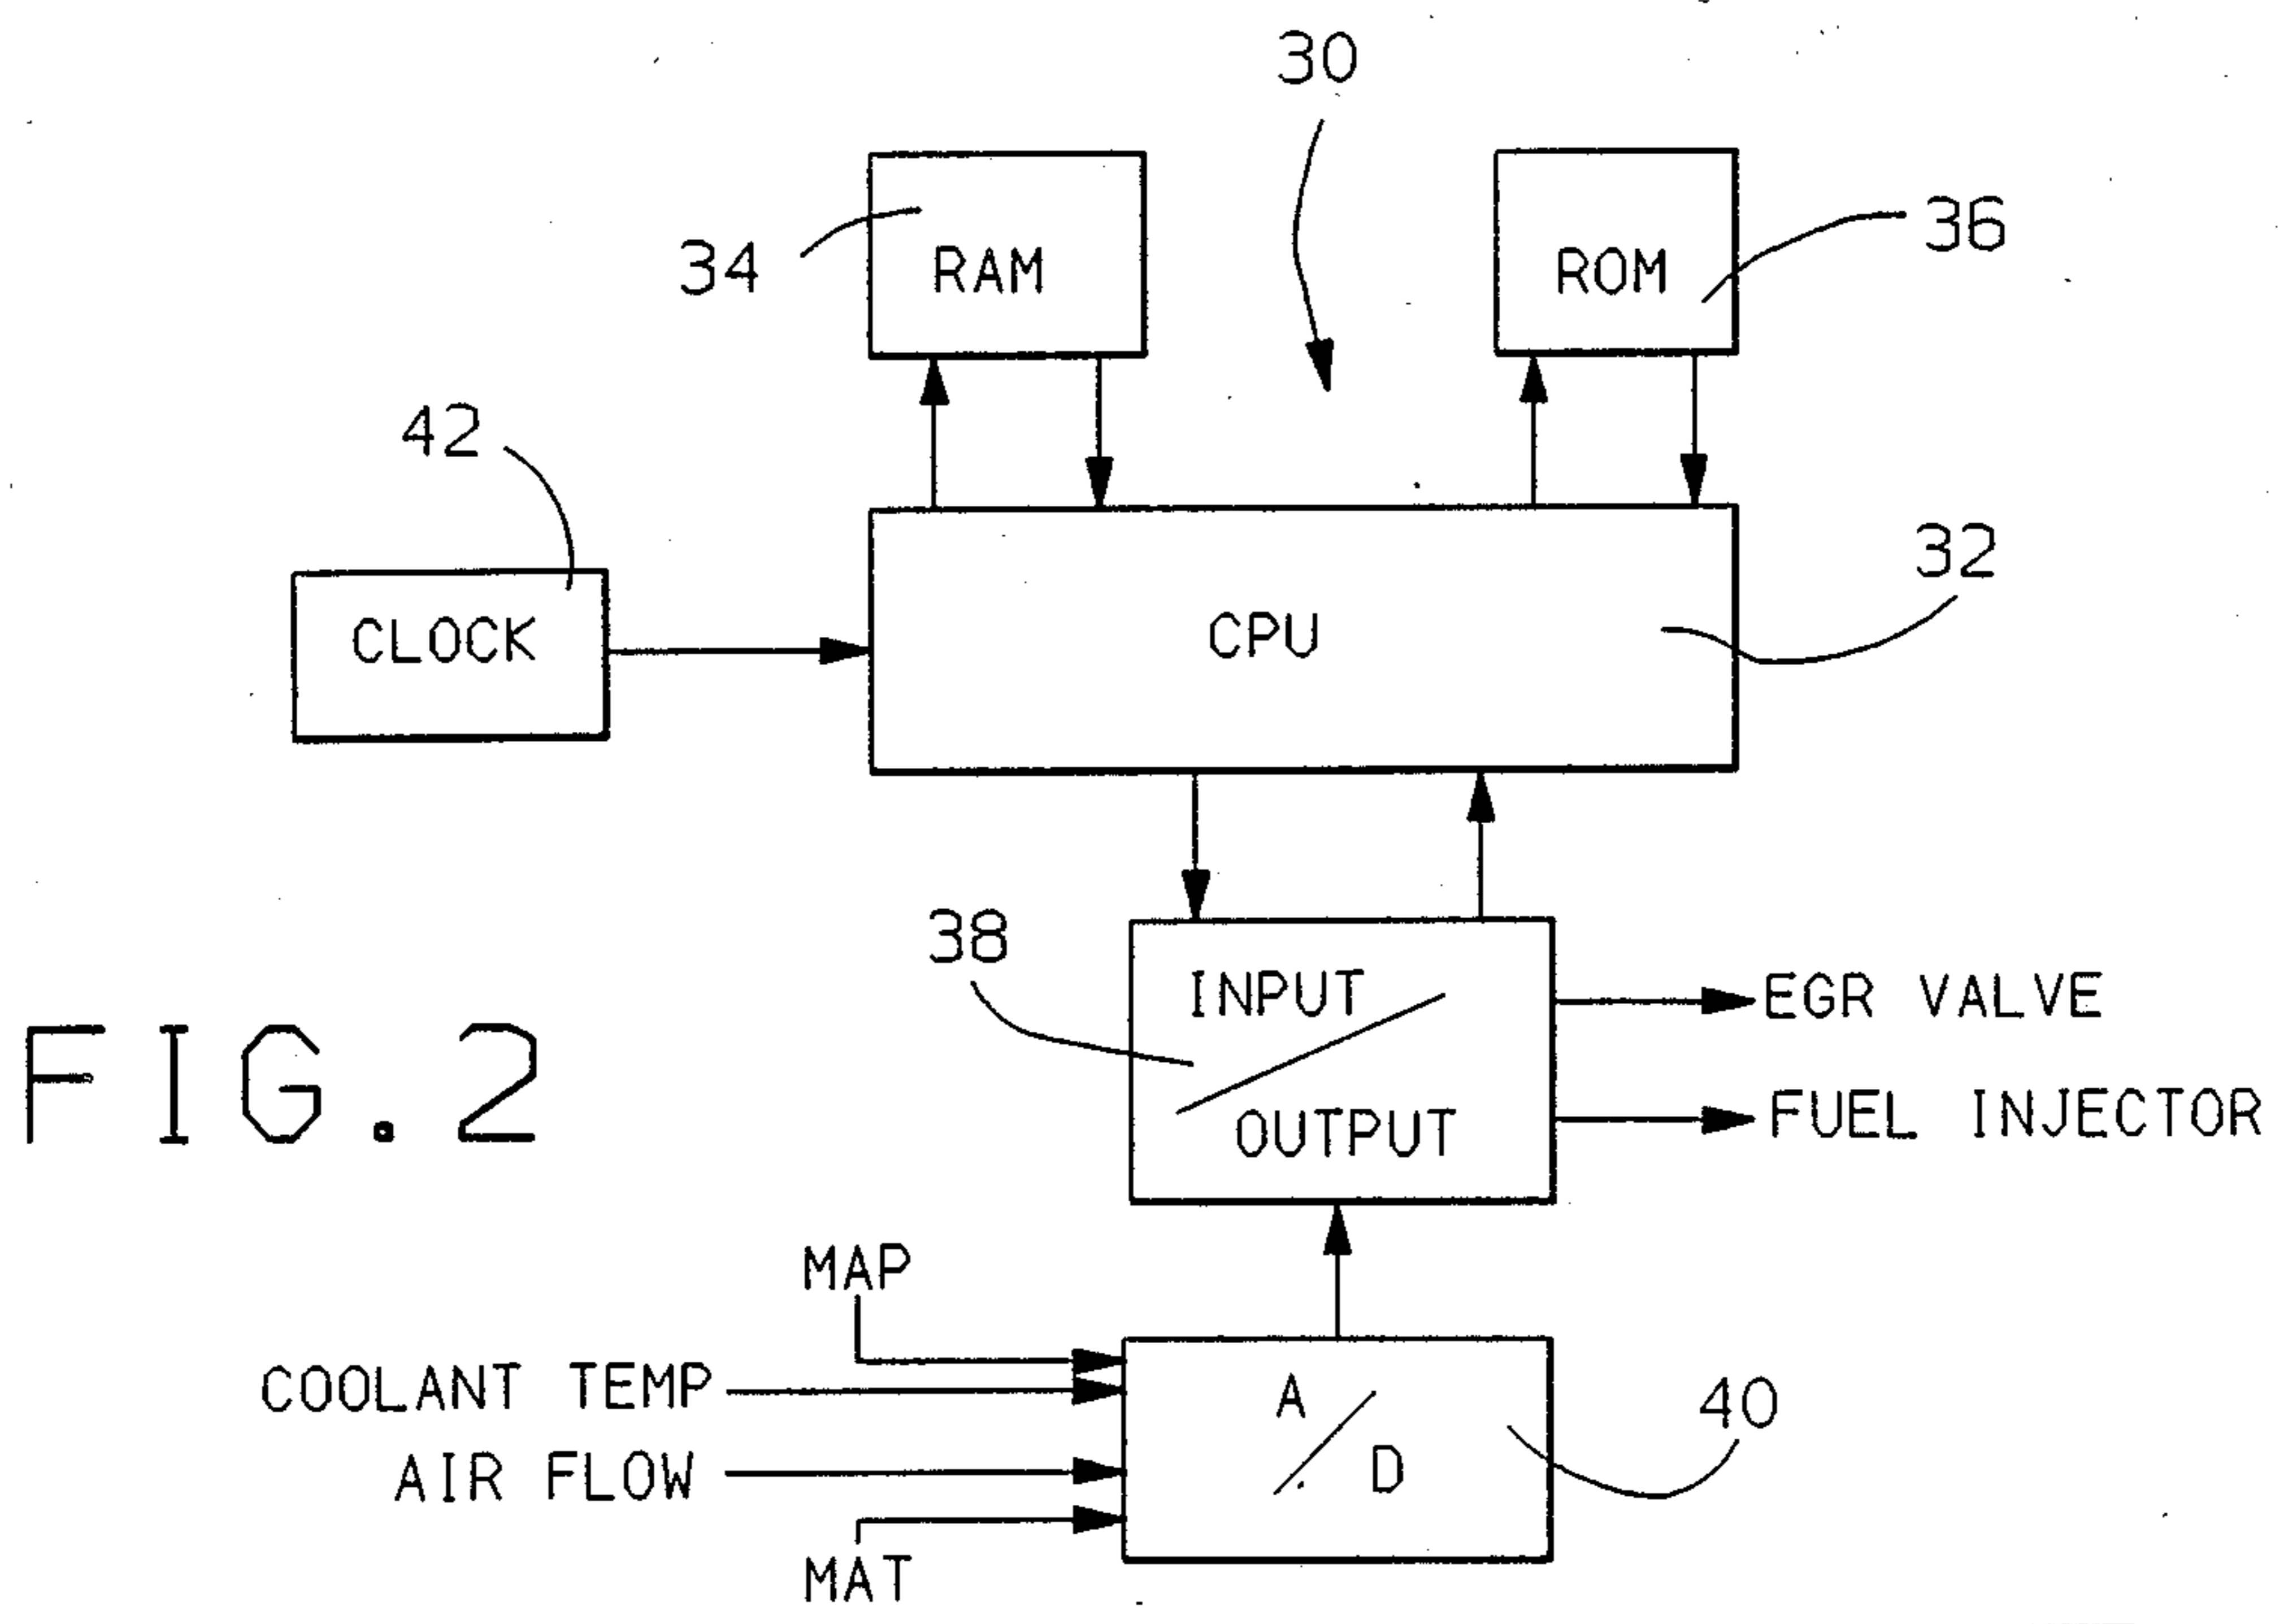 30
34
RAM
ROM
36
42
CLOCK
CPU
32
38
INPUT
OUTPUT
EGR VALVE
FUEL INJECTOR
FIG.2
MAP
COOLANT TEMP
AIR FLOW
MAT
A/D
40